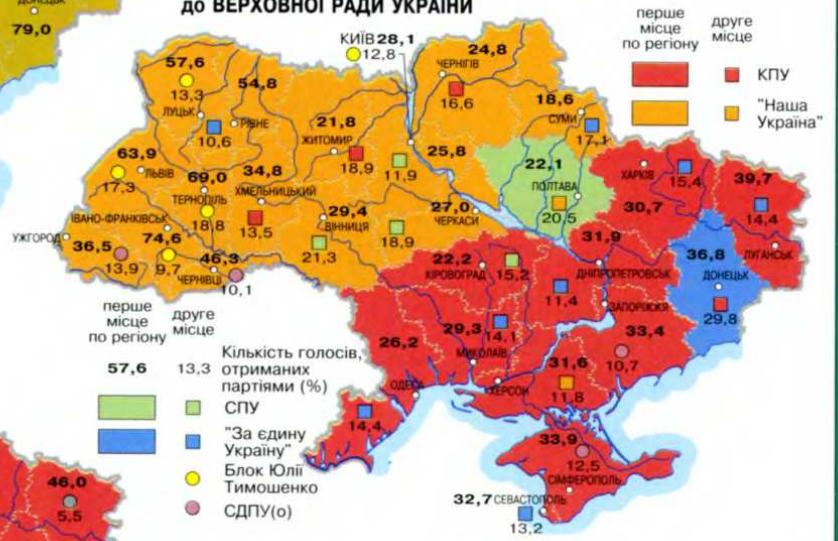 до ВЕРХОВНОЇ РАДИ УКРАЇНИ
79,0
КИЇВ 28,1
12,8
24,8
ЧЕРНІГІВ
16,6
57,6
13,3
ЛУЦЬК
54,8
РІВНЕ
10,6
21,8
ЖИТОМИР
18,9
11,9
25,8
18,6
СУМИ
17,1
22,1
ПОЛТАВА
20,5
63,9
ЛЬВІВ
17,3
69,0
ТЕРНОПІЛЬ
18,8
34,8
ХМЕЛЬНИЦЬКИЙ
13,5
29,4
ВІННИЦЯ
21,3
27,0
ЧЕРКАСИ
18,9
ХАРКІВ
15,4
30,7
39,7
14,4
ЛУГАНСЬК
УЖГОРОД
36,5
13,9
ІВАНО-ФРАНКІВСЬК
74,6
9,7
46,3
ЧЕРНІВЦІ
10,1
22,2
КІРОВОГРАД
15,2
31,9
ДНІПРОПЕТРОВСЬК
11,4
36,8
ДОНЕЦЬК
29,8
ЗАПОРІЖЖЯ
33,4
10,7
26,2
ОДЕСА
14,4
29,3
14,1
МИКОЛАЇВ
31,6
ХЕРСОН
11,8
33,9
12,5
СІМФЕРОПОЛЬ
32,7 СЕВАСТОПОЛЬ
13,2
перше
місце
по регіону
друге
місце
КПУ
"Наша
Україна"
перше
місце
по регіону
друге
місце
57,6
13,3
Кількість голосів,
отриманих
партіями (%)
СПУ
"За єдину
Україну"
Блок Юлії
Тимошенко
СДПУ(о)
46,0
5,5